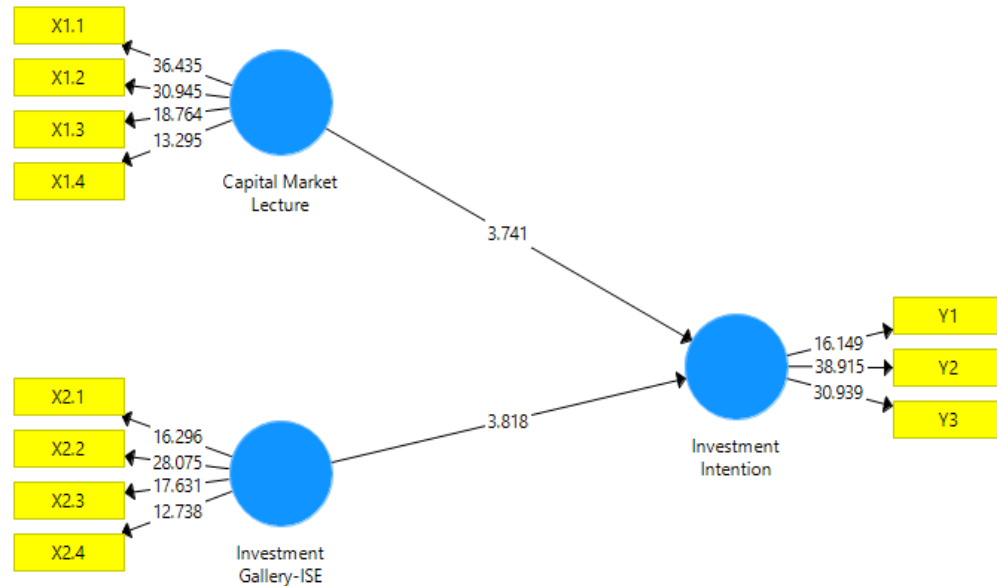 X1.1
36.435
X1.2
30.945
X1.3
18.764
13.295
X1.4
Capital Market
Lecture
3.741
Y1
16.149
38.915
Y2
30.939
Y3
Investment
Intention
X2.1
16.296
X2.2
28.075
X2.3
17.631
12.738
X2.4
3.818
Investment
Gallery-ISE